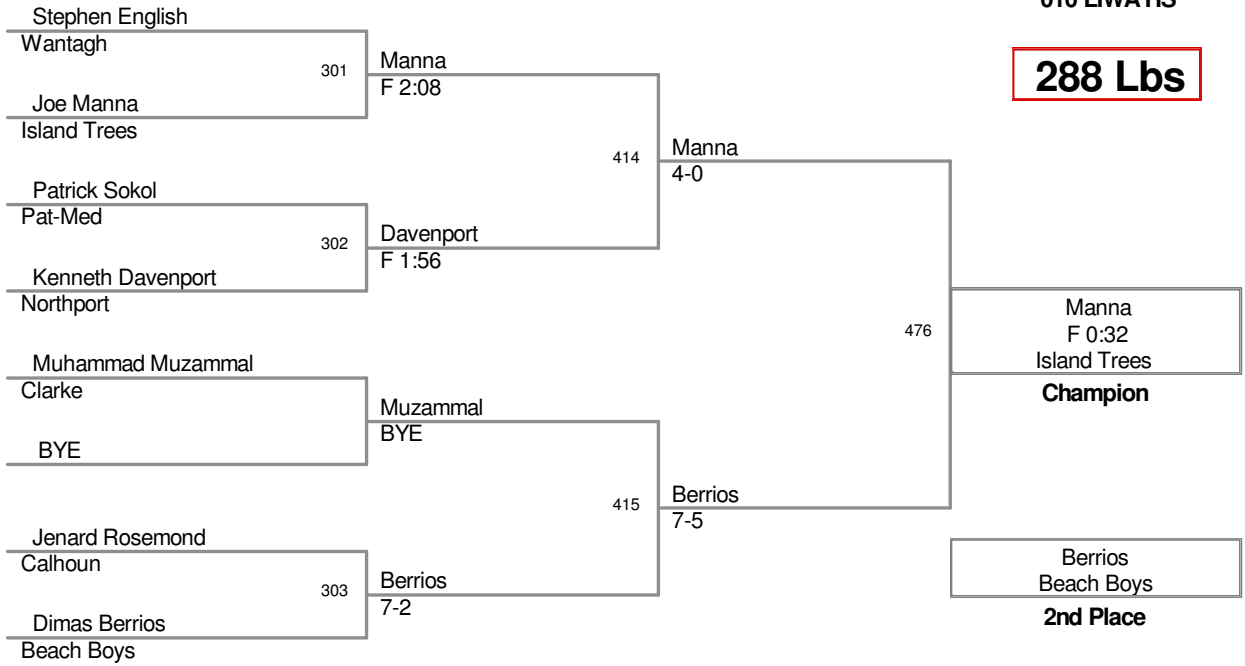 010 LIWATIS
288 Lbs
Stephen English
Wantagh
301
Joe Manna
Island Trees
Manna
F 2:08
Patrick Sokol
Pat-Med
302
Kenneth Davenport
Northport
Davenport
F 1:56
414
Manna
4-0
Muhammad Muzammal
Clarke
BYE
Muzammal
BYE
Jenard Rosemond
Calhoun
303
Dimas Berrios
Beach Boys
Berrios
7-2
415
Berrios
7-5
476
Manna
F 0:32
Island Trees
Champion
Berrios
Beach Boys
2nd Place